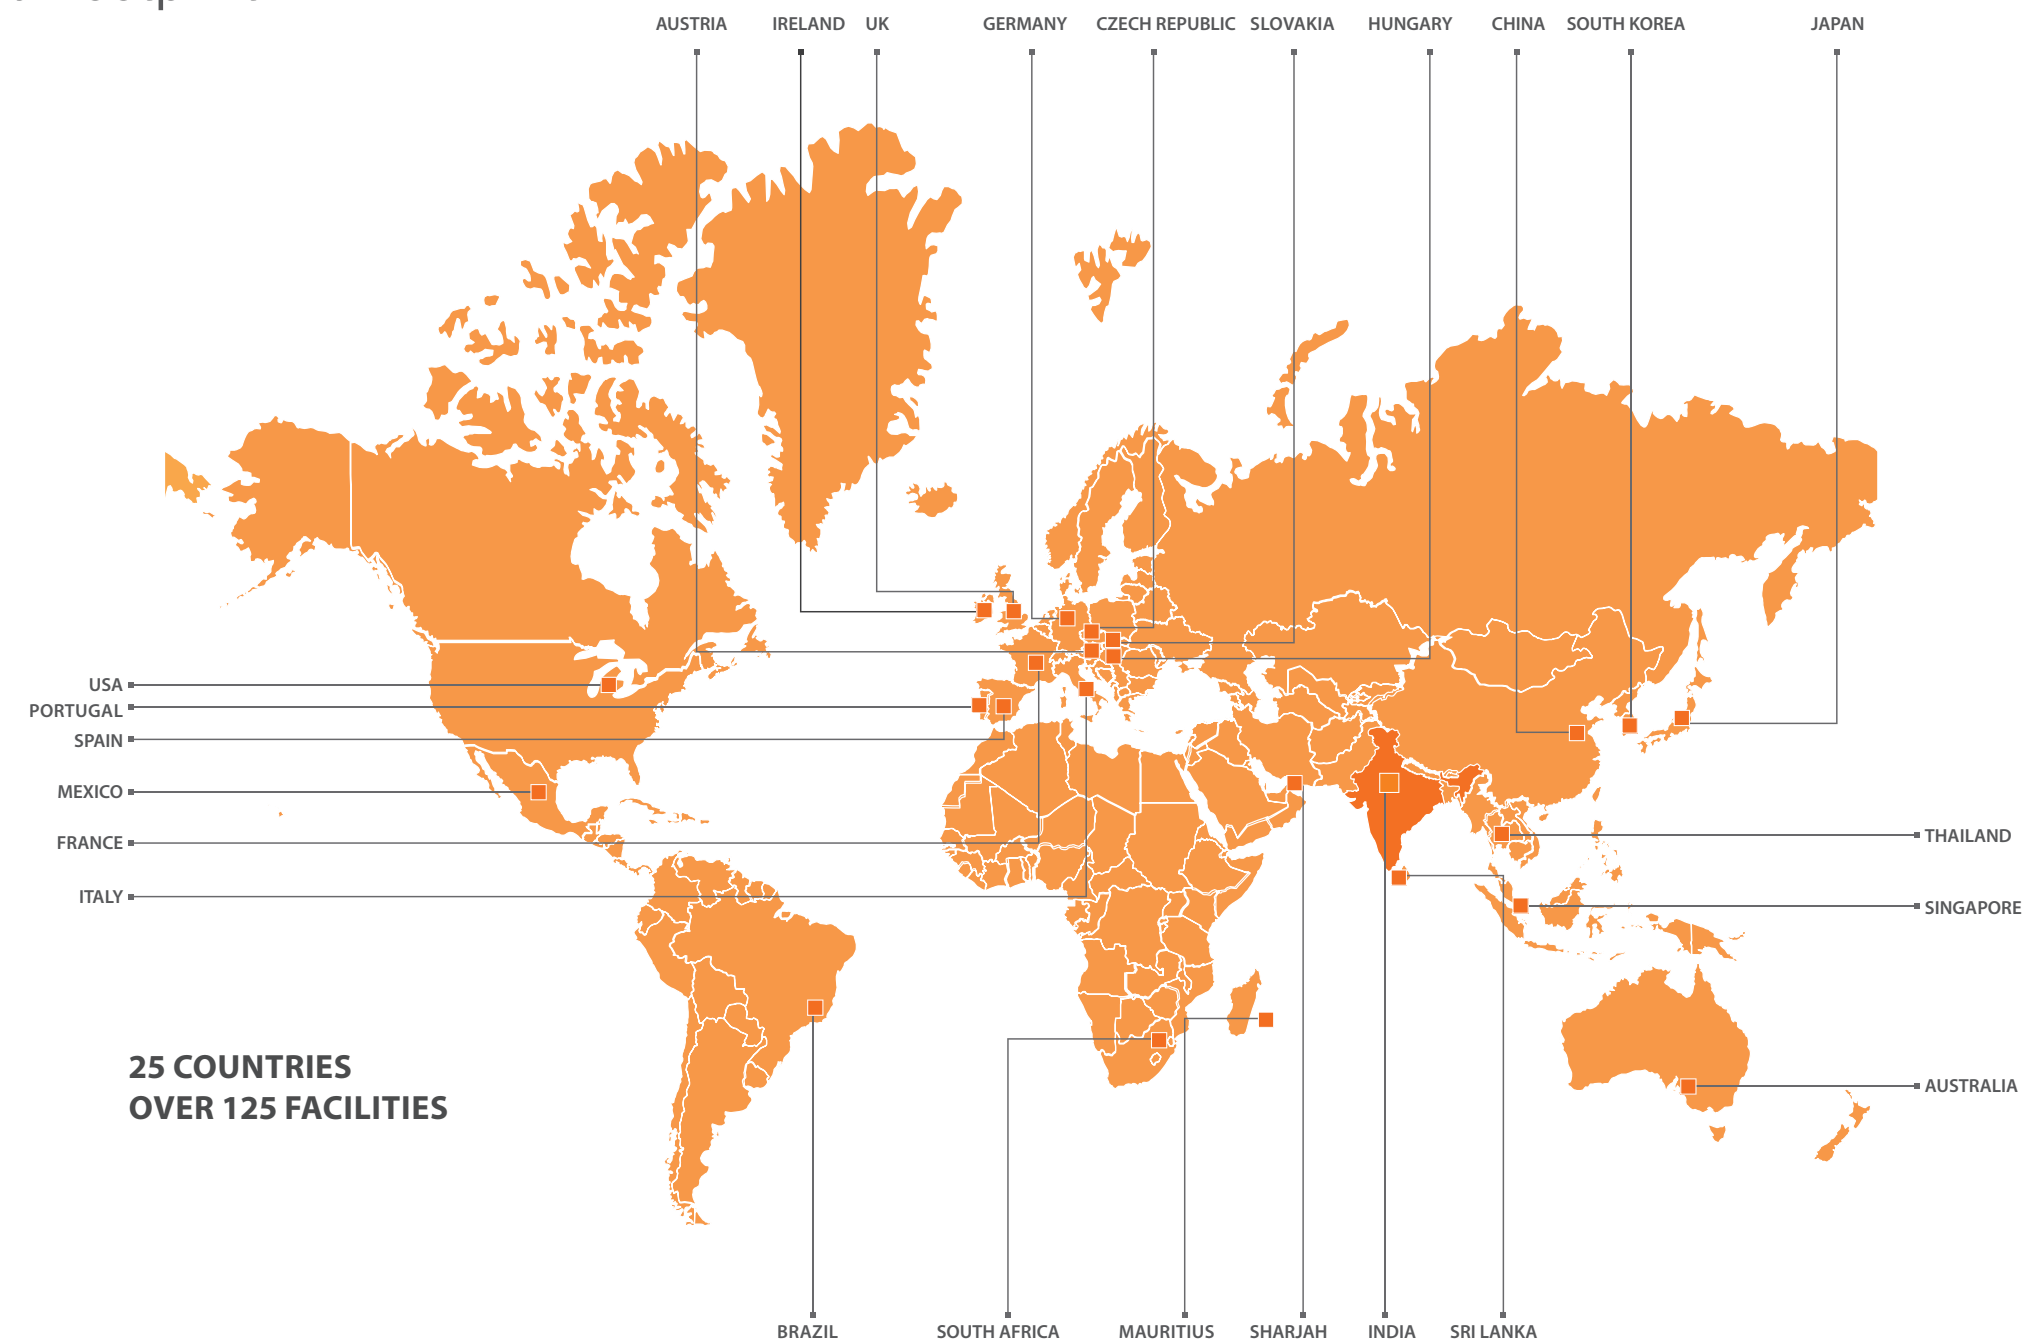 AUSTRIA IRELAND UK GERMANY CZECH REPUBLIC SLOVAKIA HUNGARY CHINA SOUTH KOREA JAPAN
USA
PORTUGAL
SPAIN
MEXICO
FRANCE
ITALY
THAILAND
SINGAPORE
AUSTRALIA
25 COUNTRIES
OVER 125 FACILITIES
BRAZIL SOUTH AFRICA MAURITIUS SHARJAH INDIA SRI LANKA